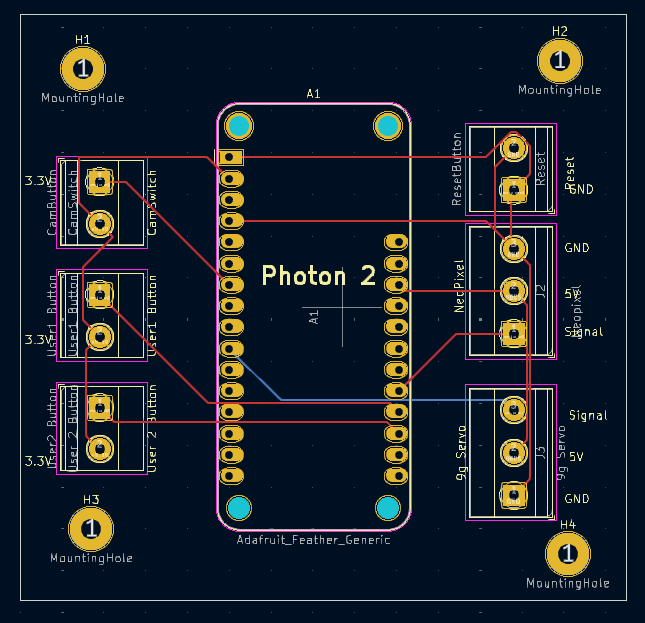 H1
1
MountingHole
H2
1
MountingHole
A1
3.3V
CamButton
CamSwitch
ResetButton
Reset
Reset
GND
3.3V
User1 Button
User1 Button
User1 Button
Photon 2
A1
NeoPixel
J2
GND
5V
Signal
Neopixel
3.3V
User2 Button
User 2 Button
User 2 Button
9g Servo
J3
9g Servo
Signal
5V
GND
H3
1
MountingHole
Adafruit_Feather_Generic
H4
1
MountingHole